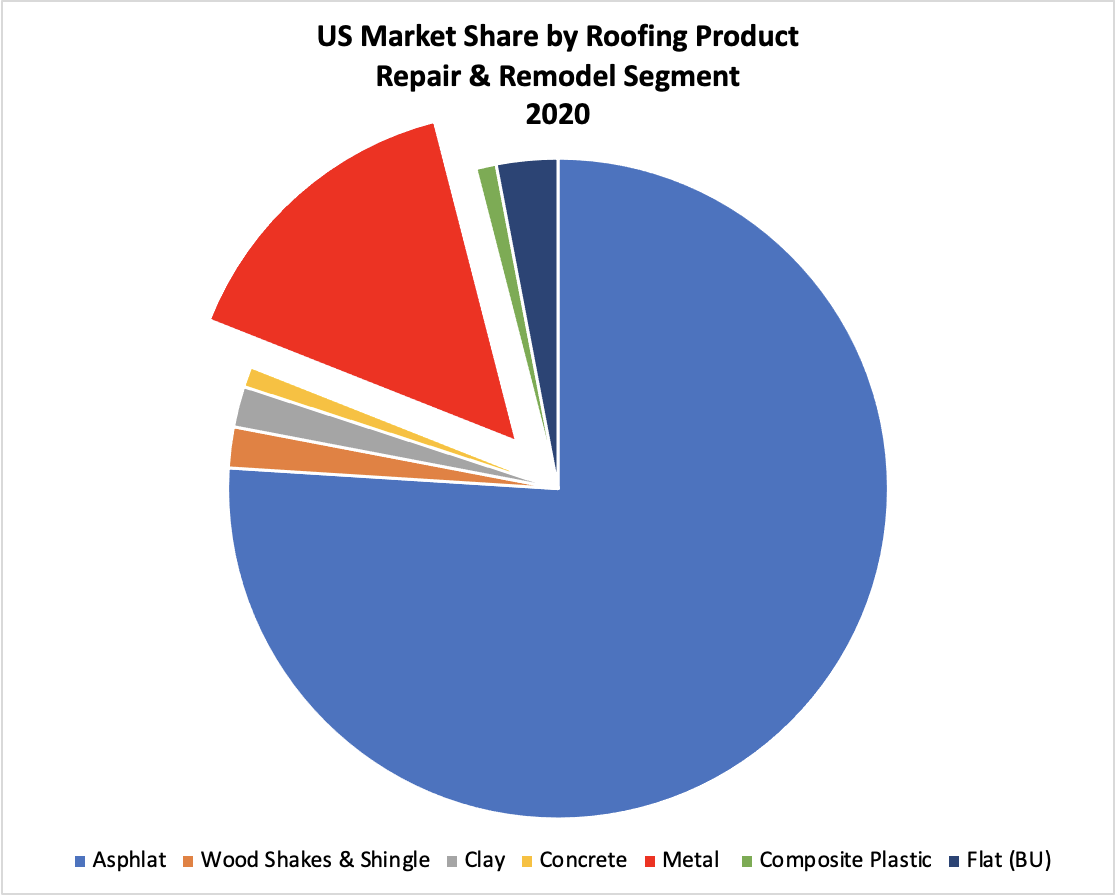 US Market Share by Roofing Product
Repair & Remodel Segment
2020
Asphlat Wood Shakes & Shingle Clay Concrete Metal Composite Plastic Flat (BU)